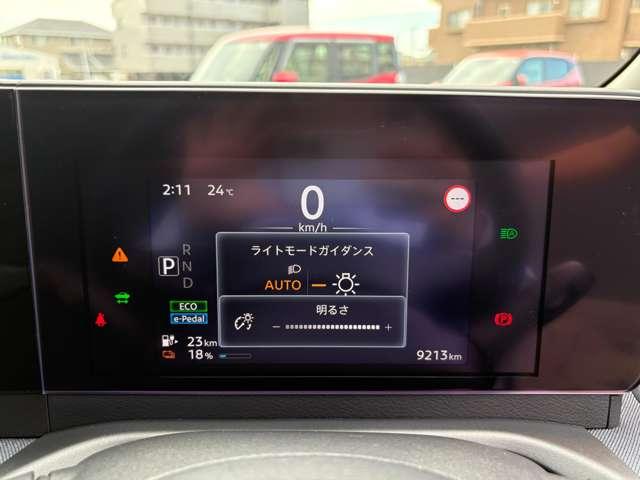 2:11 24℃
---
0
km/h
ライトモードガイダンス
AUTO
P R N D
ECO
e-Pedal
明るさ
− +
23km
18%
9213km
A
P